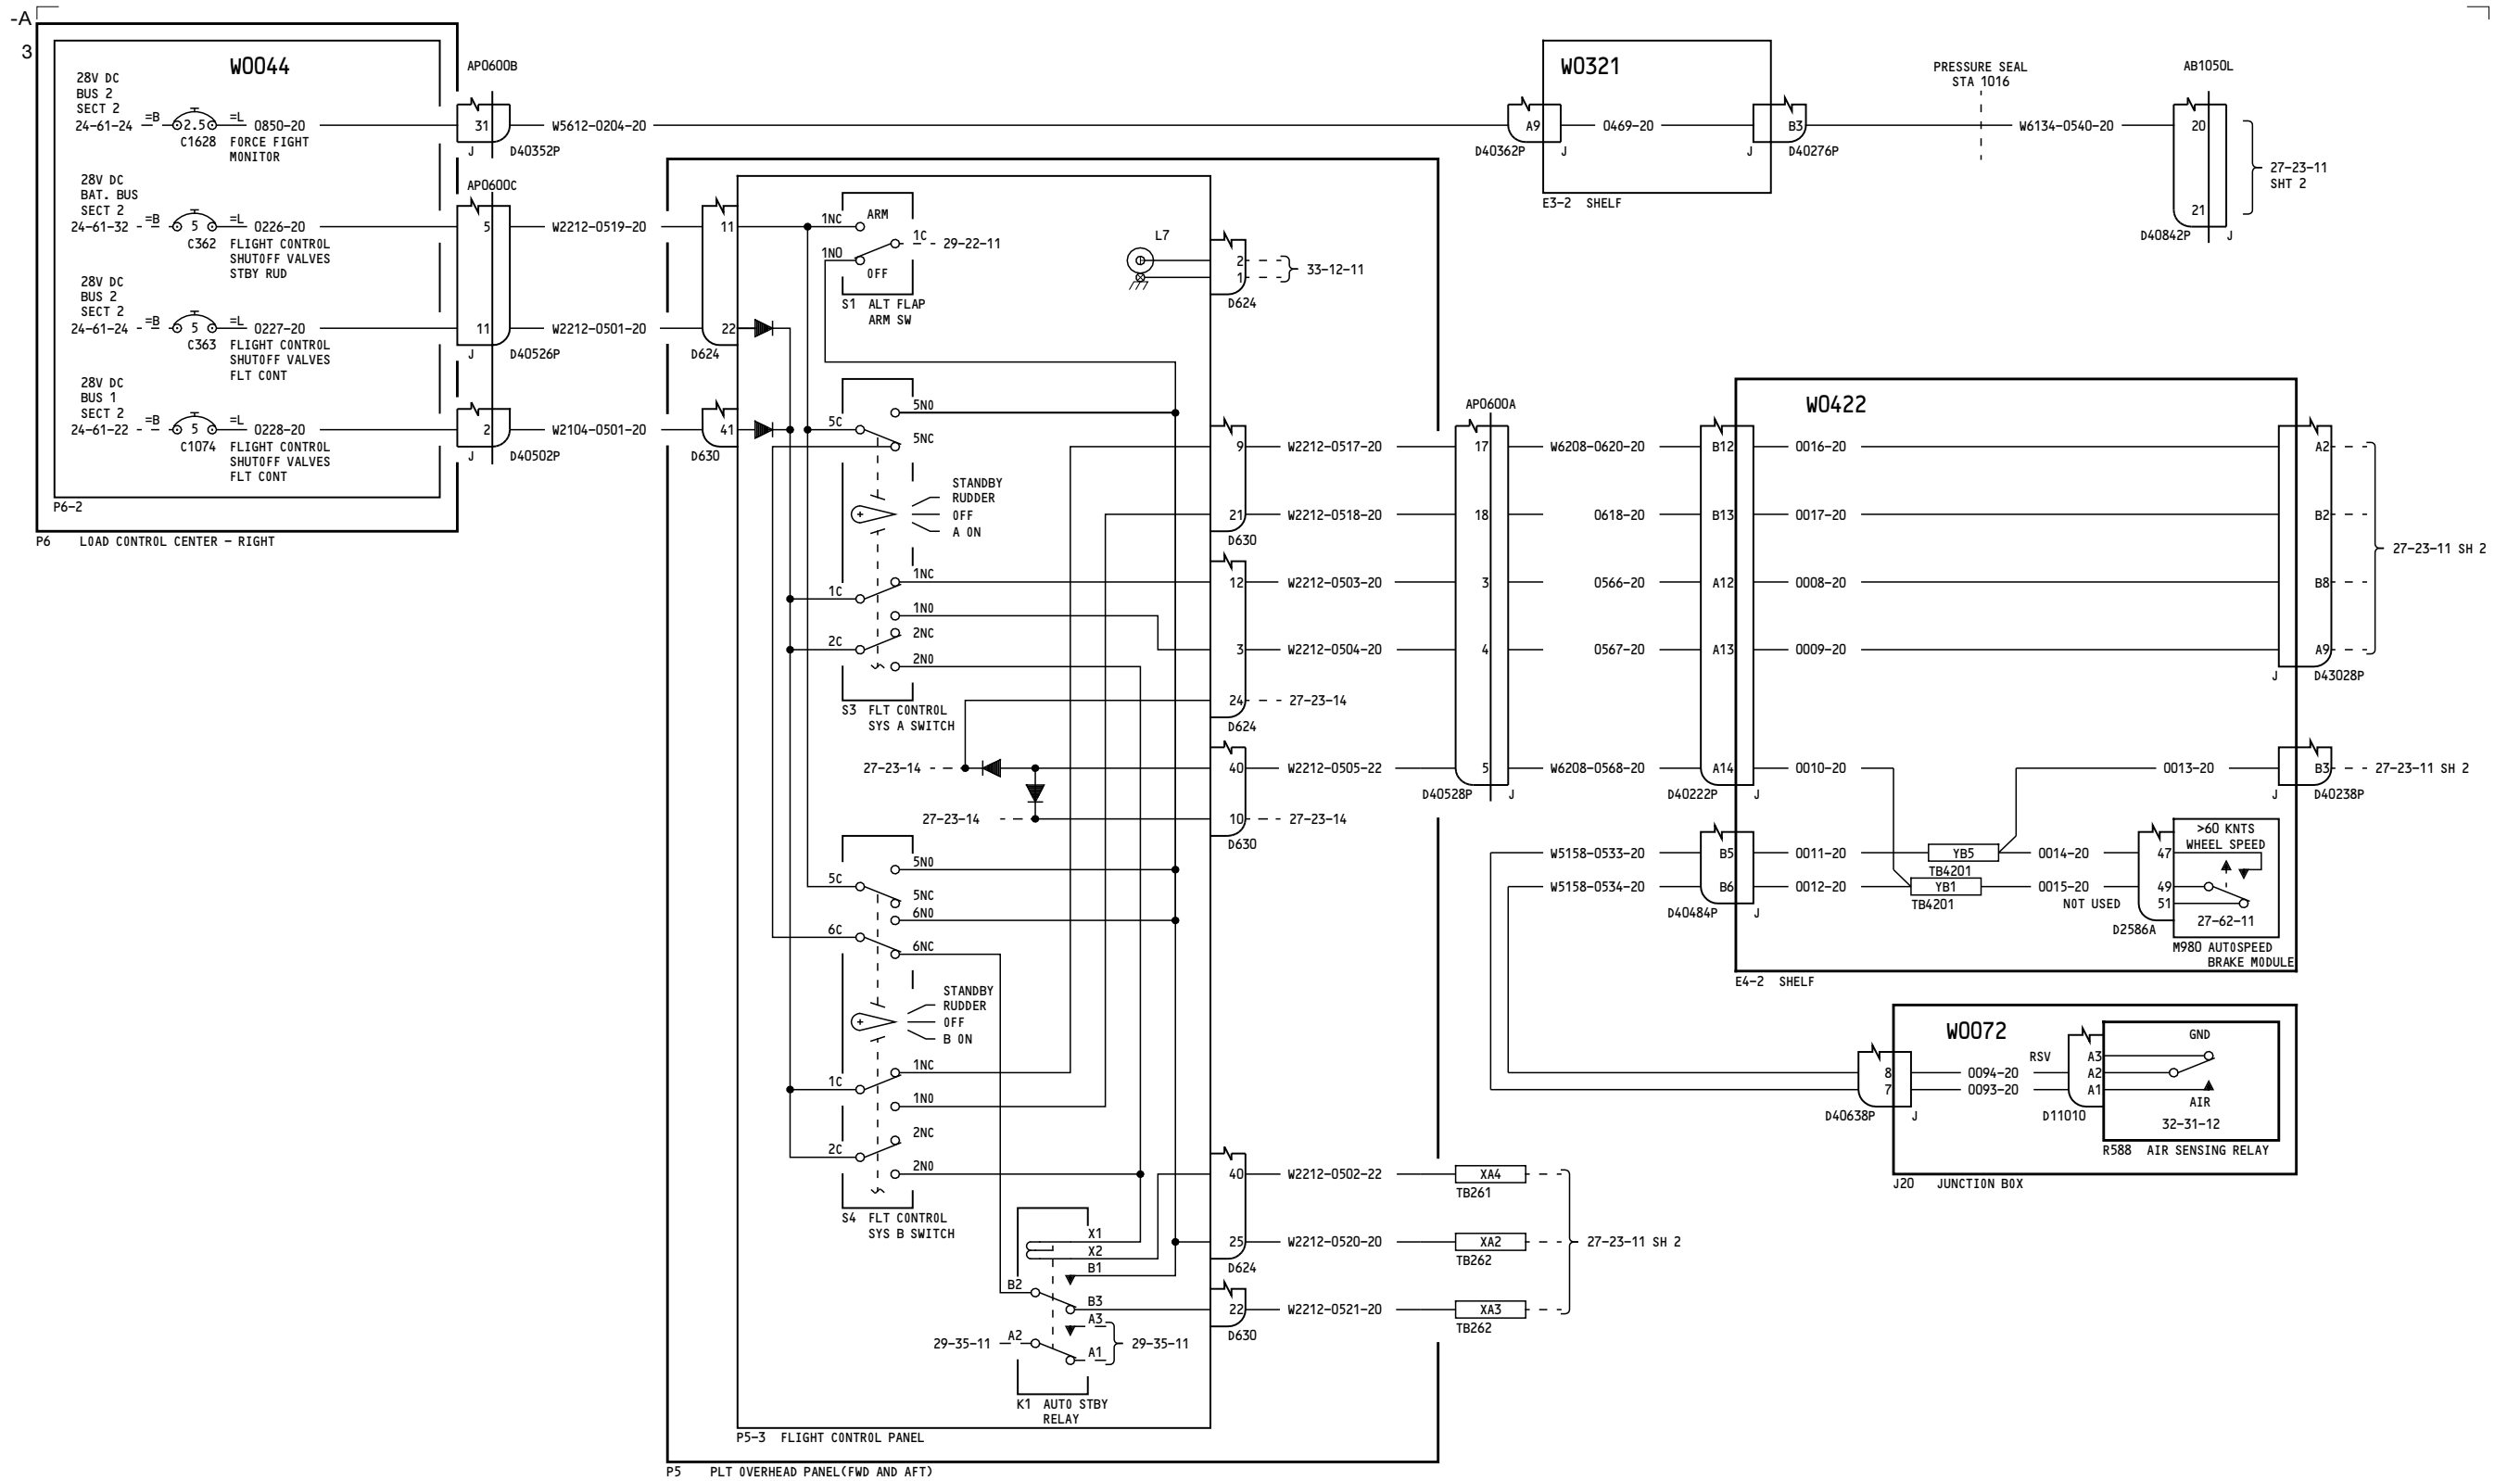 -A
3
W0044
28V DC
BUS 2
SECT 2
24-61-24
=B
2.5
=L
0850-20
C1628
FORCE FIGHT
MONITOR
28V DC
BAT. BUS
SECT 2
24-61-32
=B
5
=L
0226-20
C362
FLIGHT CONTROL
SHUTOFF VALVES
STBY RUD
28V DC
BUS 2
SECT 2
24-61-24
=B
5
=L
0227-20
C363
FLIGHT CONTROL
SHUTOFF VALVES
FLT CONT
28V DC
BUS 1
SECT 2
24-61-22
=B
5
=L
0228-20
C1074
FLIGHT CONTROL
SHUTOFF VALVES
FLT CONT
P6-2
P6 LOAD CONTROL CENTER - RIGHT
AP0600B
31
J
D40352P
W5612-0204-20
AP0600C
5
W2212-0519-20
11
J
D40526P
W2212-0501-20
2
J
D40502P
W2104-0501-20
11
22
D624
41
D630
1NC
ARM
1C
29-22-11
1NO
OFF
S1 ALT FLAP
ARM SW
L7
2
1
33-12-11
D624
5NO
5C
5NC
STANDBY
RUDDER
OFF
A ON
1NC
1C
1NO
2NC
2C
2NO
S3 FLT CONTROL
SYS A SWITCH
27-23-14
27-23-14
5NO
5C
5NC
6NO
6C
6NC
STANDBY
RUDDER
OFF
B ON
1NC
1C
1NO
2NC
2C
2NO
S4 FLT CONTROL
SYS B SWITCH
X1
X2
B1
B2
B3
A3
29-35-11
A2
A1
29-35-11
K1 AUTO STBY
RELAY
P5-3 FLIGHT CONTROL PANEL
P5 PLT OVERHEAD PANEL(FWD AND AFT)
9
W2212-0517-20
21
W2212-0518-20
D630
12
W2212-0503-20
3
W2212-0504-20
24
27-23-14
D624
40
W2212-0505-22
10
27-23-14
D630
40
W2212-0502-22
25
W2212-0520-20
D624
22
W2212-0521-20
D630
XA4
TB261
XA2
TB262
XA3
TB262
27-23-11 SH 2
AP0600A
17
18
3
4
5
D40528P
J
W6208-0620-20
0618-20
0566-20
0567-20
W6208-0568-20
W5158-0533-20
W5158-0534-20
W0321
A9
D40362P
J
0469-20
B3
J
D40276P
E3-2 SHELF
PRESSURE SEAL
STA 1016
W6134-0540-20
AB1050L
20
21
D40842P
J
27-23-11
SHT 2
W0422
B12
0016-20
B13
0017-20
A12
0008-20
A13
0009-20
A14
0010-20
D40222P
J
B5
0011-20
B6
0012-20
D40484P
J
A2
B2
B8
A9
J
D43028P
27-23-11 SH 2
0013-20
B3
J
D40238P
27-23-11 SH 2
YB5
TB4201
0014-20
YB1
TB4201
0015-20
NOT USED
47
49
51
D2586A
>60 KNTS
WHEEL SPEED
27-62-11
M980 AUTOSPEED
BRAKE MODULE
E4-2 SHELF
W0072
8
7
D40638P
J
0094-20
0093-20
RSV
A3
A2
A1
D11010
GND
AIR
32-31-12
R588 AIR SENSING RELAY
J20 JUNCTION BOX